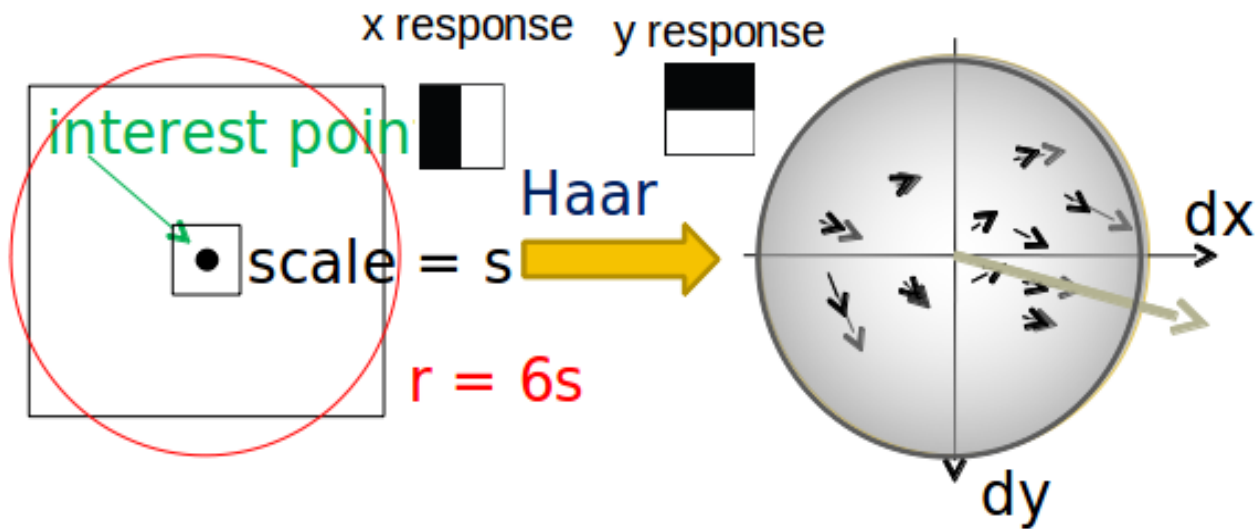 x response
y response
interest poin
Haar
scale = s
r = 6s
dx
dy